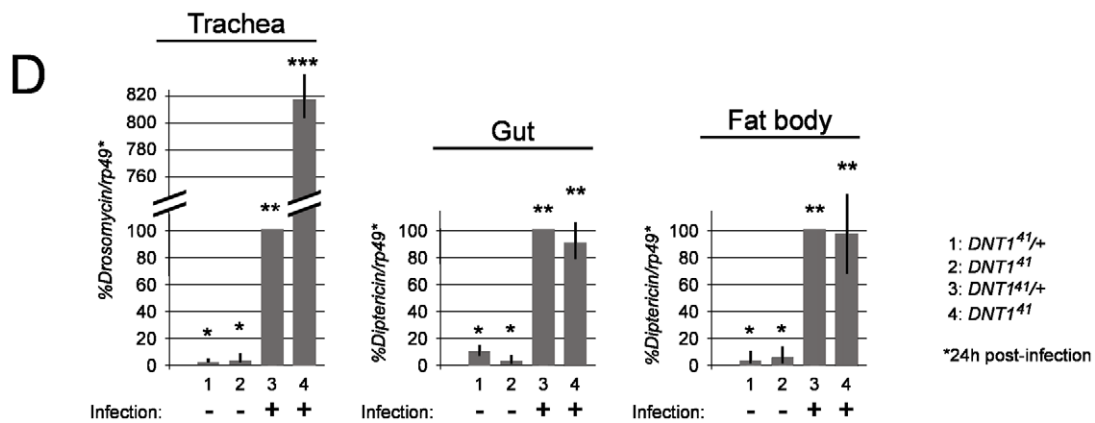 D
Trachea
***
820
800
780
760
**
100
80
60
40
20
0
* *
%Drosomycin/rp49*
1 2 3 4
Infection: - - + +
Gut
**
**
100
80
60
40
20
0
* *
%Diptericin/rp49*
1 2 3 4
Infection: - - + +
Fat body
**
**
100
80
60
40
20
0
* *
%Diptericin/rp49*
1 2 3 4
Infection: - - + +
1: DNT1⁴¹/+
2: DNT1⁴¹
3: DNT1⁴¹/+
4: DNT1⁴¹
*24h post-infection